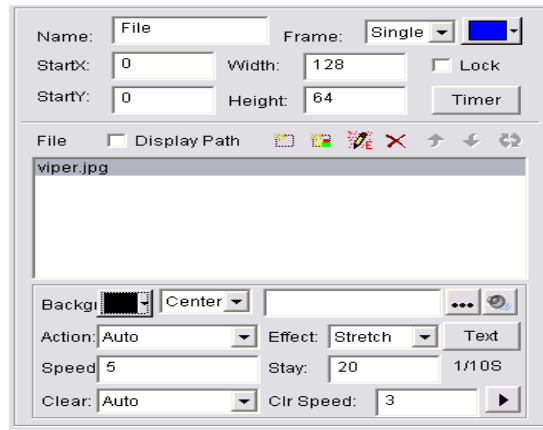 Name: File Frame: Single
StartX: 0 Width: 128 Lock
StartY: 0 Height: 64 Timer
File Display Path E
viper.jpg
Backgr Center ...
Action: Auto Effect: Stretch Text
Speed 5 Stay: 20 1/10S
Clear: Auto Clr Speed: 3